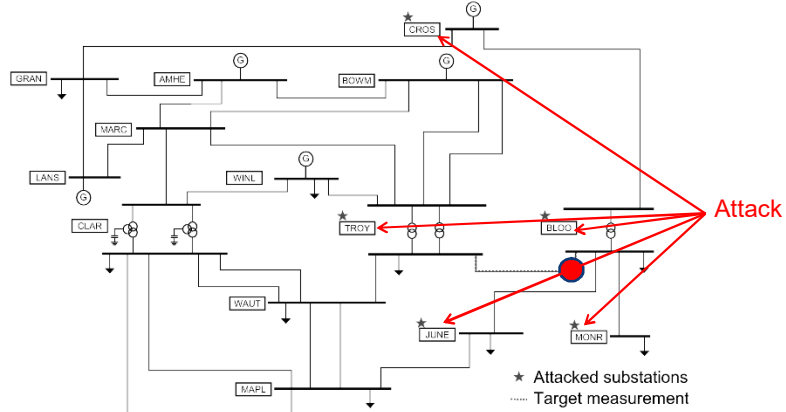 G
CROS
G
G
GRAN
AMHE
BOWM
MARC
G
LANS
WINL
G
Attack
CLAR
TROY
BLOO
WAUT
JUNE
MONR
MAPL
Attacked substations
Target measurement